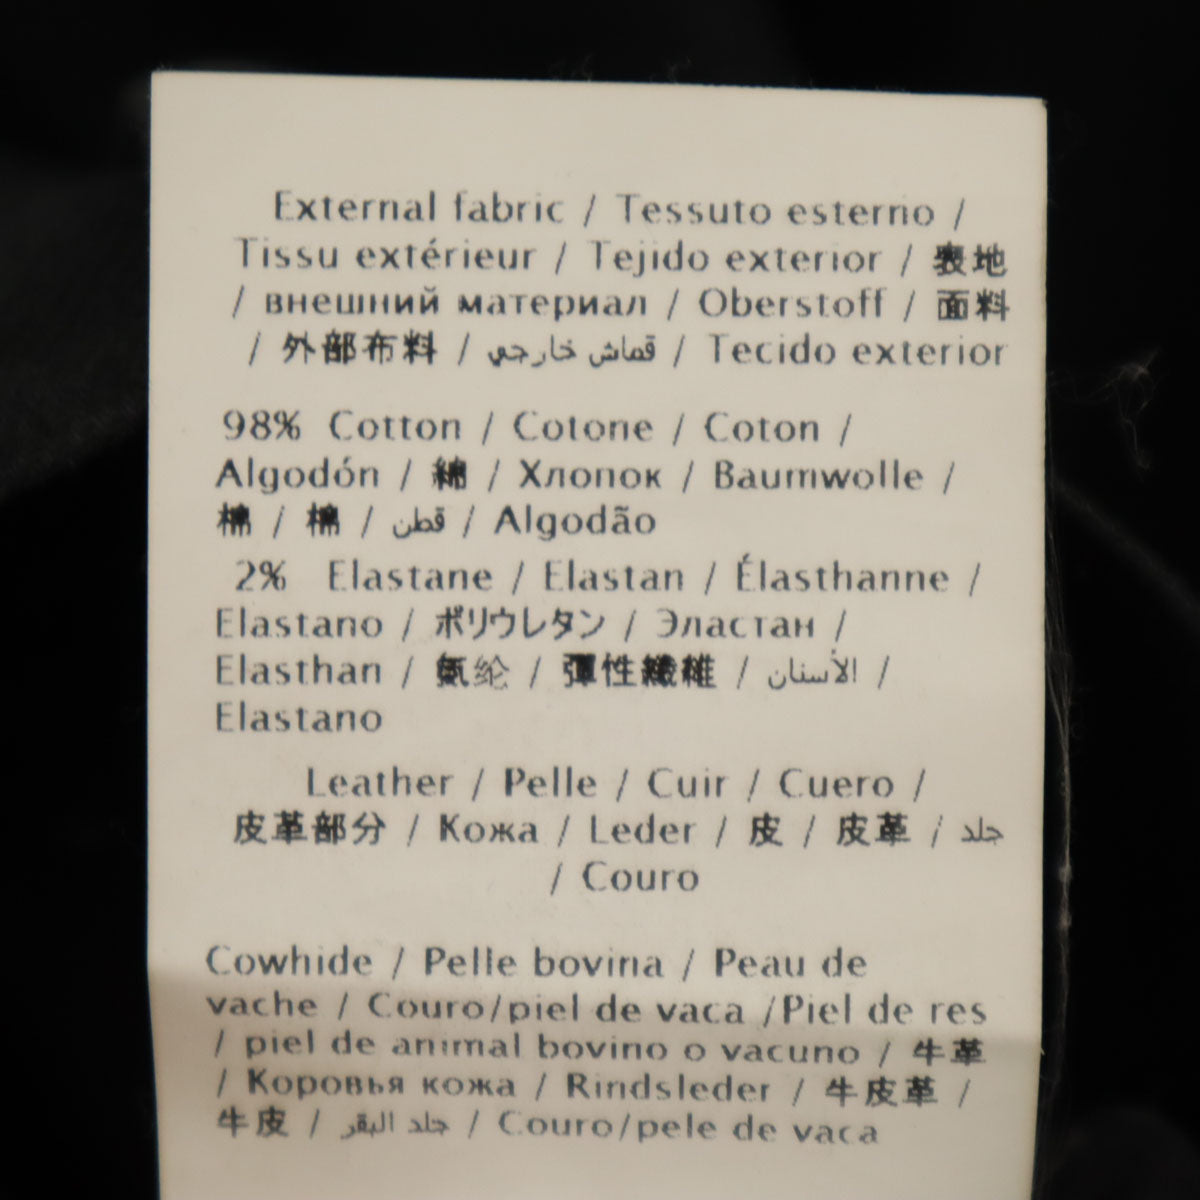 External fabric / Tessuto esterno /
Tissu extérieur / Tejido exterior / 表地
/ внешний материал / Oberstoff / 面料
/ 外部布料 / قماش خارجي / Tecido exterior
98% Cotton / Cotone / Coton /
Algodón / 綿 / Хлопок / Baumwolle /
棉 / 棉 / قطن / Algodão
2% Elastane / Elastan / Élasthanne /
Elastano / ポリウレタン / Эластан /
Elasthan / 氨纶 / 彈性纖維 / الأسنان /
Elastano
Leather / Pelle / Cuir / Cuero /
皮革部分 / Кожа / Leder / 皮 / 皮革 / جلد
/ Couro
Cowhide / Pelle bovina / Peau de
vache / Couro/piel de vaca /Piel de res
/ piel de animal bovino o vacuno / 牛革
/ Коровья кожа / Rindsleder / 牛皮革 /
牛皮 / جلد البقر / Couro/pele de vaca